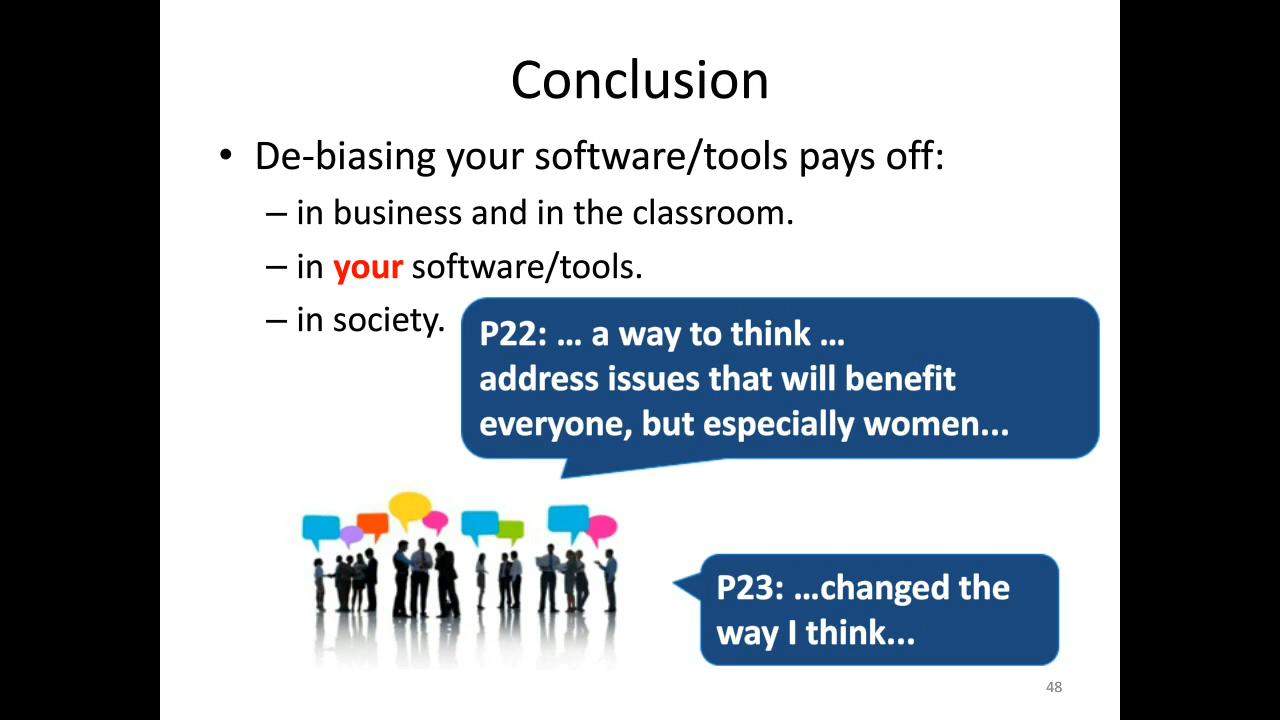 Conclusion
• De-biasing your software/tools pays off:
– in business and in the classroom.
– in your software/tools.
– in society.
P22: … a way to think …
address issues that will benefit
everyone, but especially women...
P23: …changed the
way I think...
48